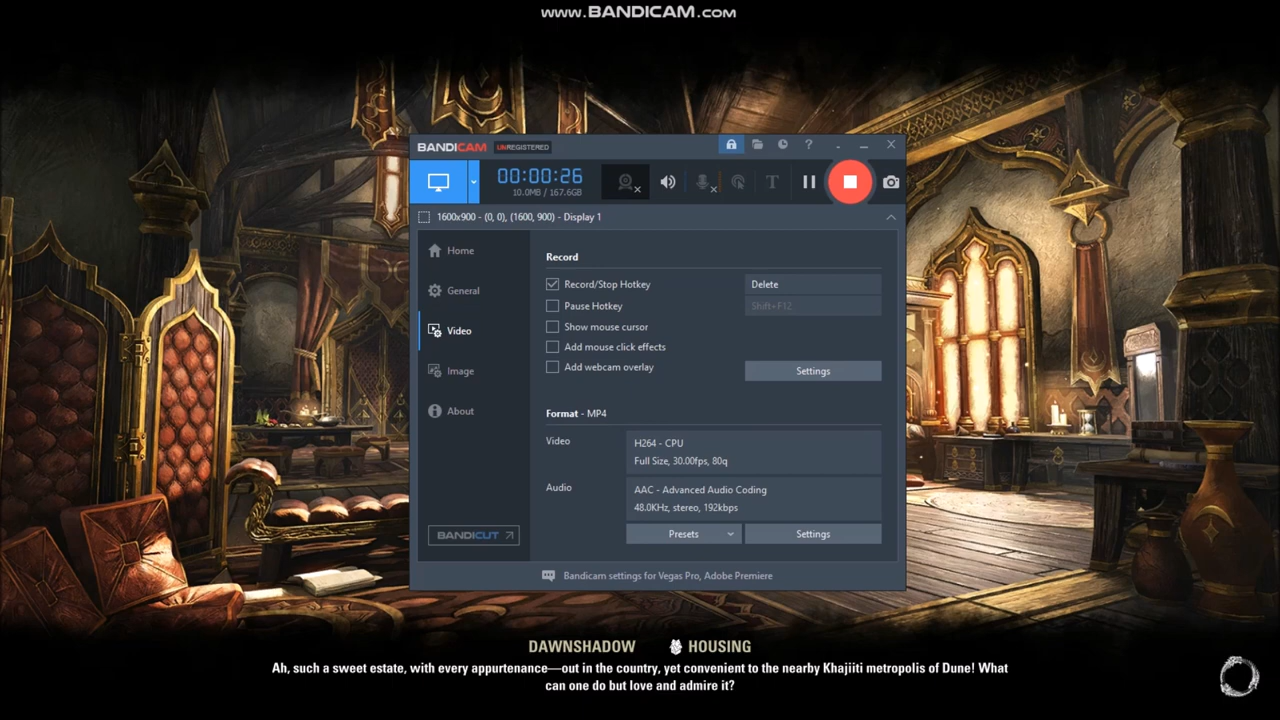 www.BANDICAM.com
BANDICAM UNREGISTERED
00:00:26
10.0MB / 167.6GB
1600x900 - (0, 0), (1600, 900) - Display 1
Home
General
Video
Image
About
BANDICUT
Record
Record/Stop Hotkey Delete
Pause Hotkey Shift+F12
Show mouse cursor
Add mouse click effects
Add webcam overlay Settings
Format - MP4
Video H264 - CPU
Full Size, 30.00fps, 80q
Audio AAC - Advanced Audio Coding
48.0KHz, stereo, 192kbps
Presets Settings
Bandicam settings for Vegas Pro, Adobe Premiere
DAWNSHADOW HOUSING
Ah, such a sweet estate, with every appurtenance—out in the country, yet convenient to the nearby Khajiiti metropolis of Dune! What
can one do but love and admire it?